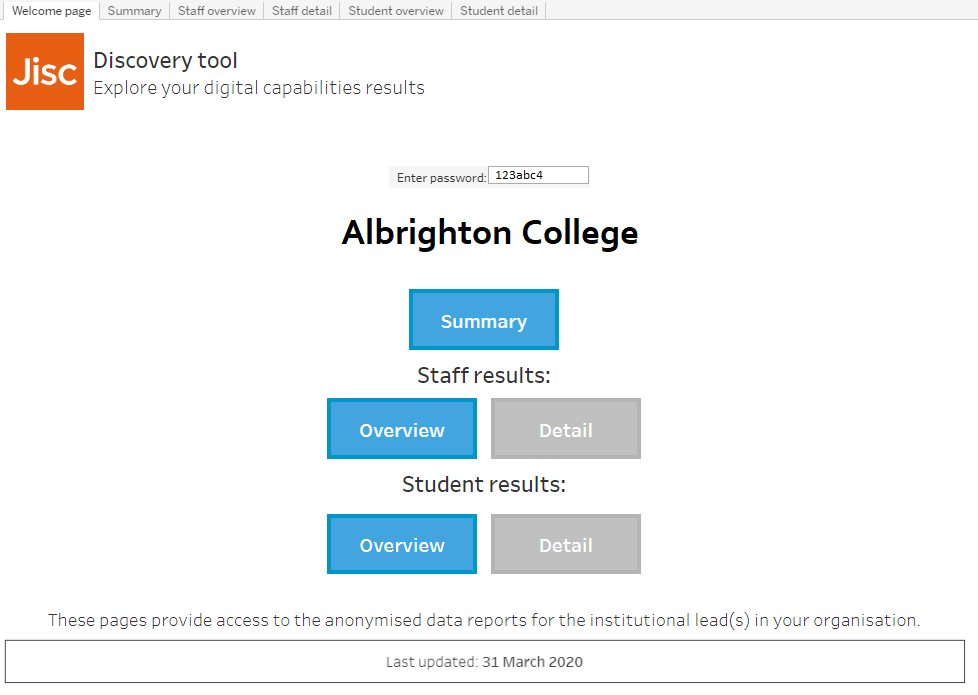 Welcome page Summary Staff overview Staff detail Student overview Student detail
Jisc
Discovery tool
Explore your digital capabilities results
Enter password: 123abc4
Albrighton College
Summary
Staff results:
Overview Detail
Student results:
Overview Detail
These pages provide access to the anonymised data reports for the institutional lead(s) in your organisation.
Last updated: 31 March 2020